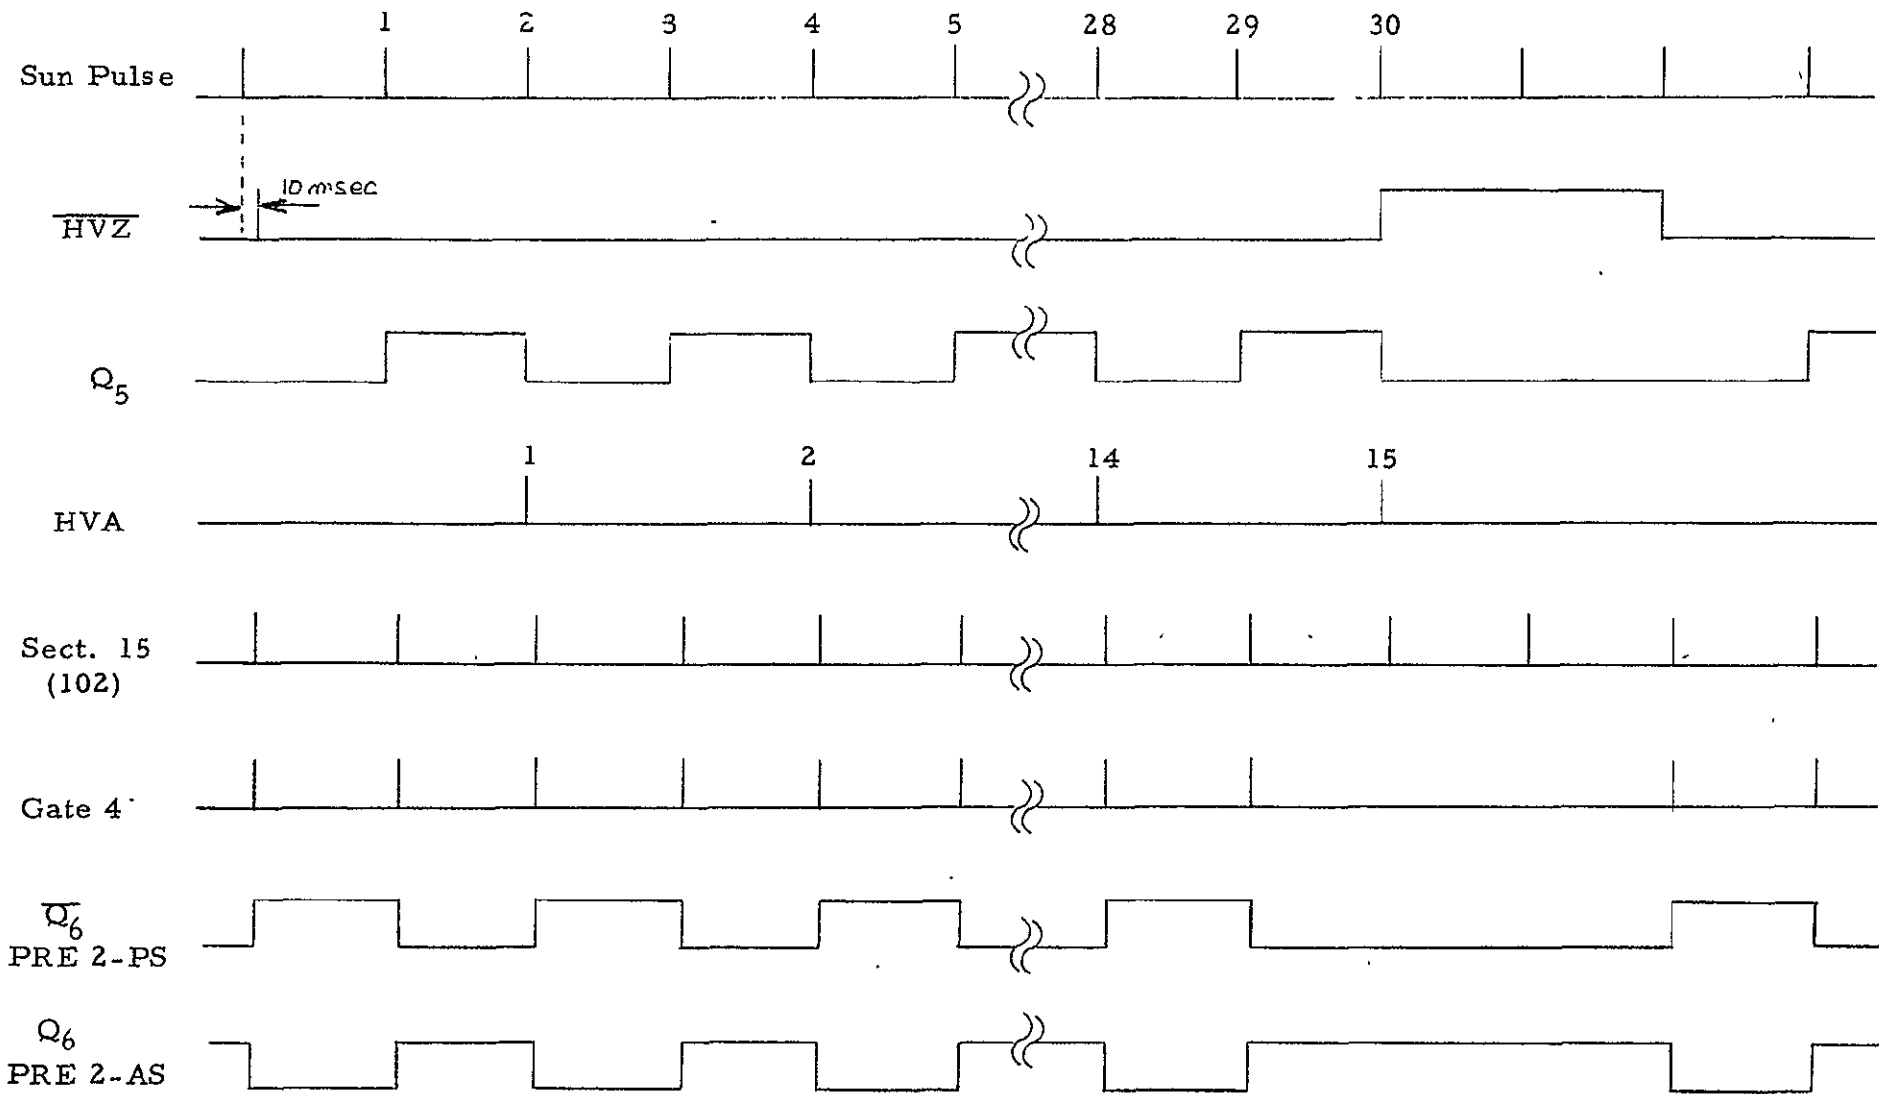 1 2 3 4 5 28 29 30
Sun Pulse
10 msec
HVZ
Q5
1 2 14 15
HVA
Sect. 15
(102)
Gate 4
Q6
PRE 2-PS
Q6
PRE 2-AS